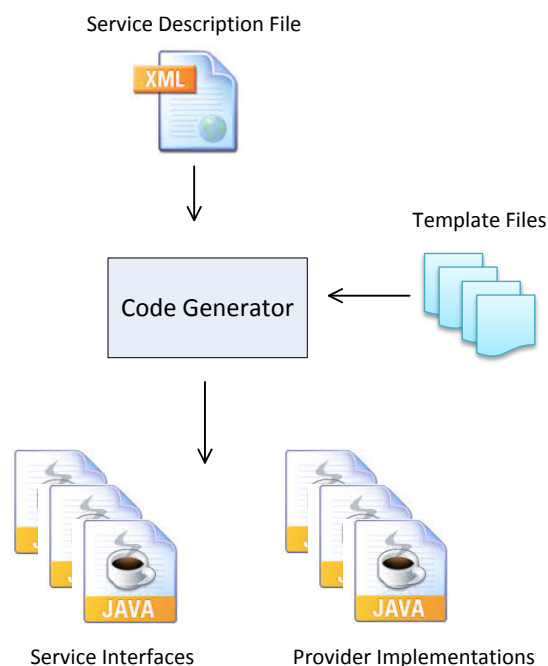 Service Description File
XML
Template Files
Code Generator
J
J
JAVA
J
J
JAVA
Service Interfaces
Provider Implementations